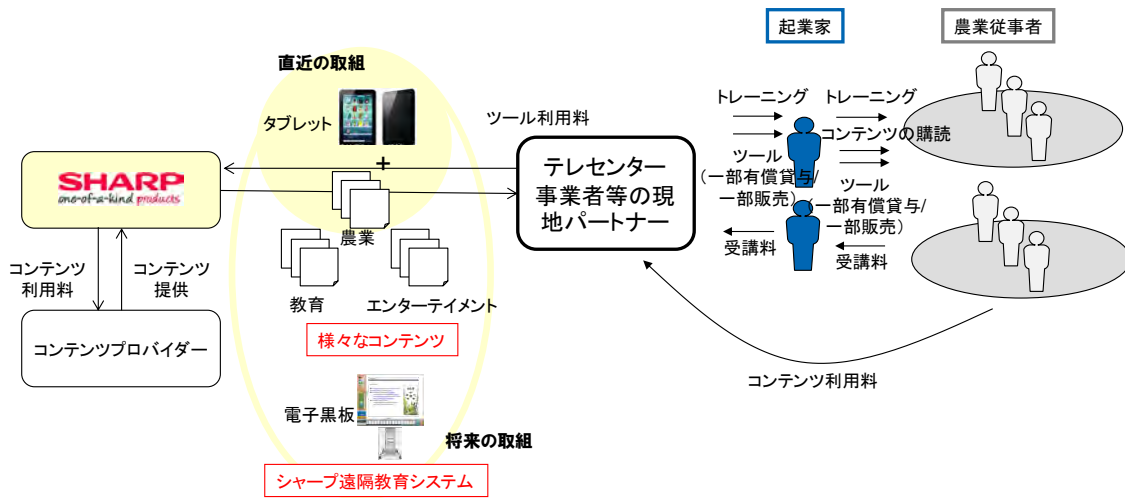 起業家
農業従事者
直近の取組
タブレット
+
ツール利用料
トレーニング
トレーニング
コンテンツの購読
SHARP
one-of-a-kind products
テレセンター
事業者等の現
地パートナー
ツール
(一部有償貸与/
一部販売)
ツール
(一部有償貸与/
一部販売)
受講料
受講料
農業
教育
エンターテイメント
様々なコンテンツ
コンテンツ
利用料
コンテンツ
提供
コンテンツプロバイダー
コンテンツ利用料
電子黒板
将来の取組
シャープ遠隔教育システム